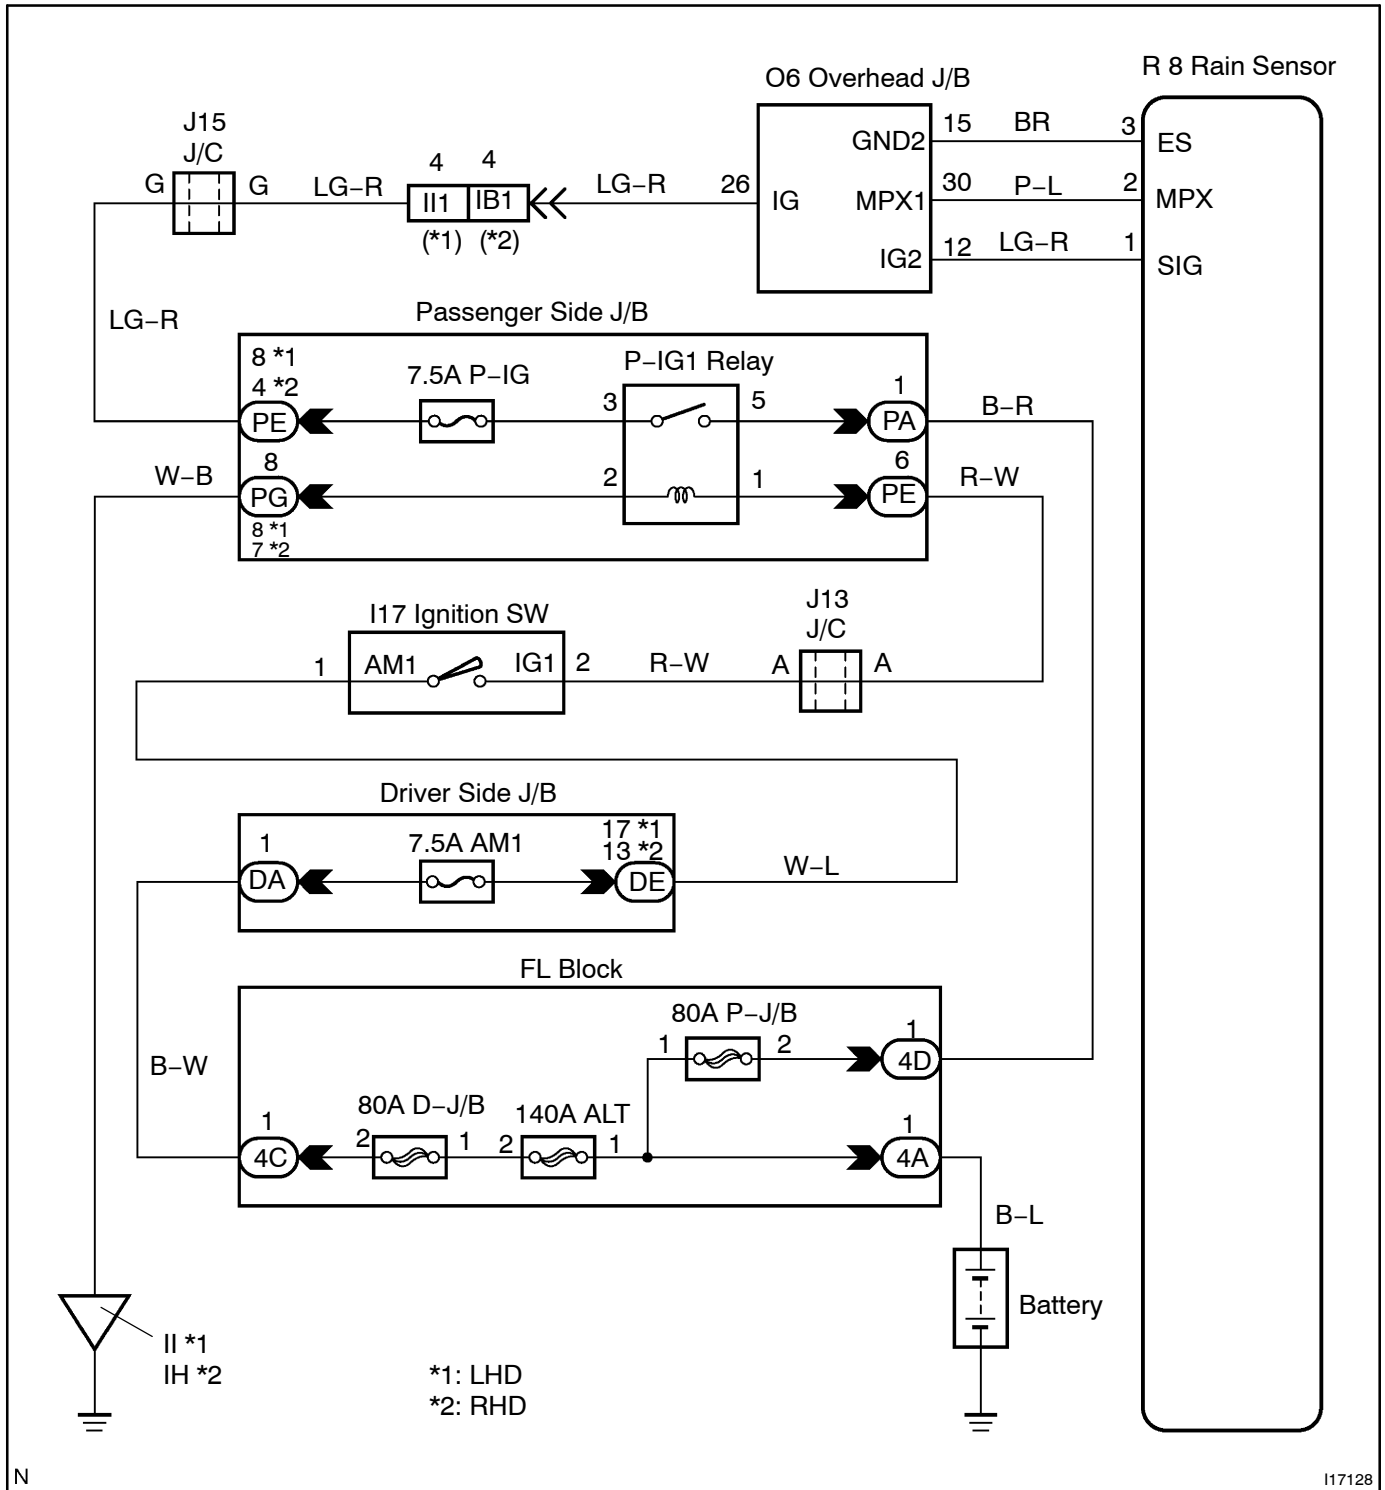 R 8 Rain Sensor
O6 Overhead J/B
J15
J/C
G
G
LG−R
4
4
II1
IB1
(*1)
(*2)
LG−R
26
IG
GND2
15
BR
3
ES
MPX1
30
P−L
2
MPX
IG2
12
LG−R
1
SIG
LG−R
Passenger Side J/B
8 *1
4 *2
PE
7.5A P−IG
P−IG1 Relay
3
5
1
PA
B−R
W−B
8
PG
8 *1
7 *2
2
1
6
PE
R−W
I17 Ignition SW
1
AM1
IG1
2
R−W
J13
J/C
A
A
Driver Side J/B
1
DA
7.5A AM1
17 *1
13 *2
DE
W−L
FL Block
80A P−J/B
1
2
1
4D
B−W
1
4C
80A D−J/B
2
1
140A ALT
2
1
1
4A
B−L
Battery
II *1
IH *2
*1: LHD
*2: RHD
N
I17128